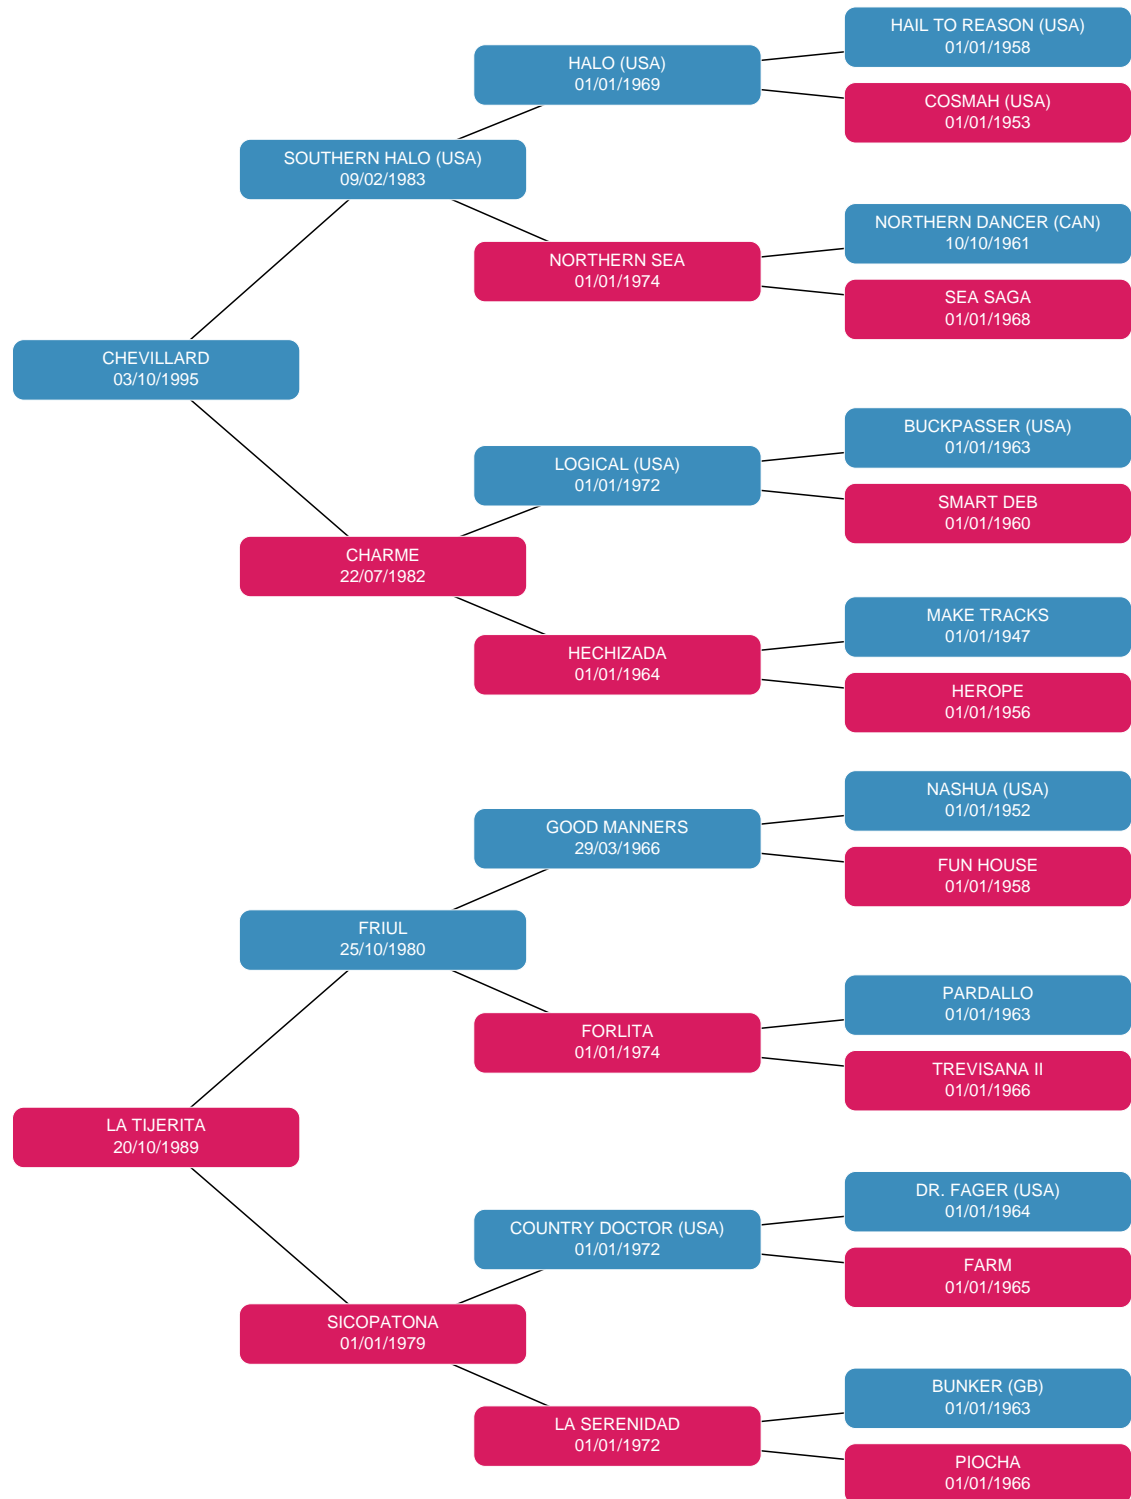 HAIL TO REASON (USA)
01/01/1958
HALO (USA)
01/01/1969
COSMAH (USA)
01/01/1953
SOUTHERN HALO (USA)
09/02/1983
NORTHERN DANCER (CAN)
10/10/1961
NORTHERN SEA
01/01/1974
SEA SAGA
01/01/1968
CHEVILLARD
03/10/1995
BUCKPASSER (USA)
01/01/1963
LOGICAL (USA)
01/01/1972
SMART DEB
01/01/1960
CHARME
22/07/1982
MAKE TRACKS
01/01/1947
HECHIZADA
01/01/1964
HEROPE
01/01/1956
NASHUA (USA)
01/01/1952
GOOD MANNERS
29/03/1966
FUN HOUSE
01/01/1958
FRIUL
25/10/1980
PARDALLO
01/01/1963
FORLITA
01/01/1974
TREVISANA II
01/01/1966
LA TIJERITA
20/10/1989
DR. FAGER (USA)
01/01/1964
COUNTRY DOCTOR (USA)
01/01/1972
FARM
01/01/1965
SICOPATONA
01/01/1979
BUNKER (GB)
01/01/1963
LA SERENIDAD
01/01/1972
PIOCHA
01/01/1966